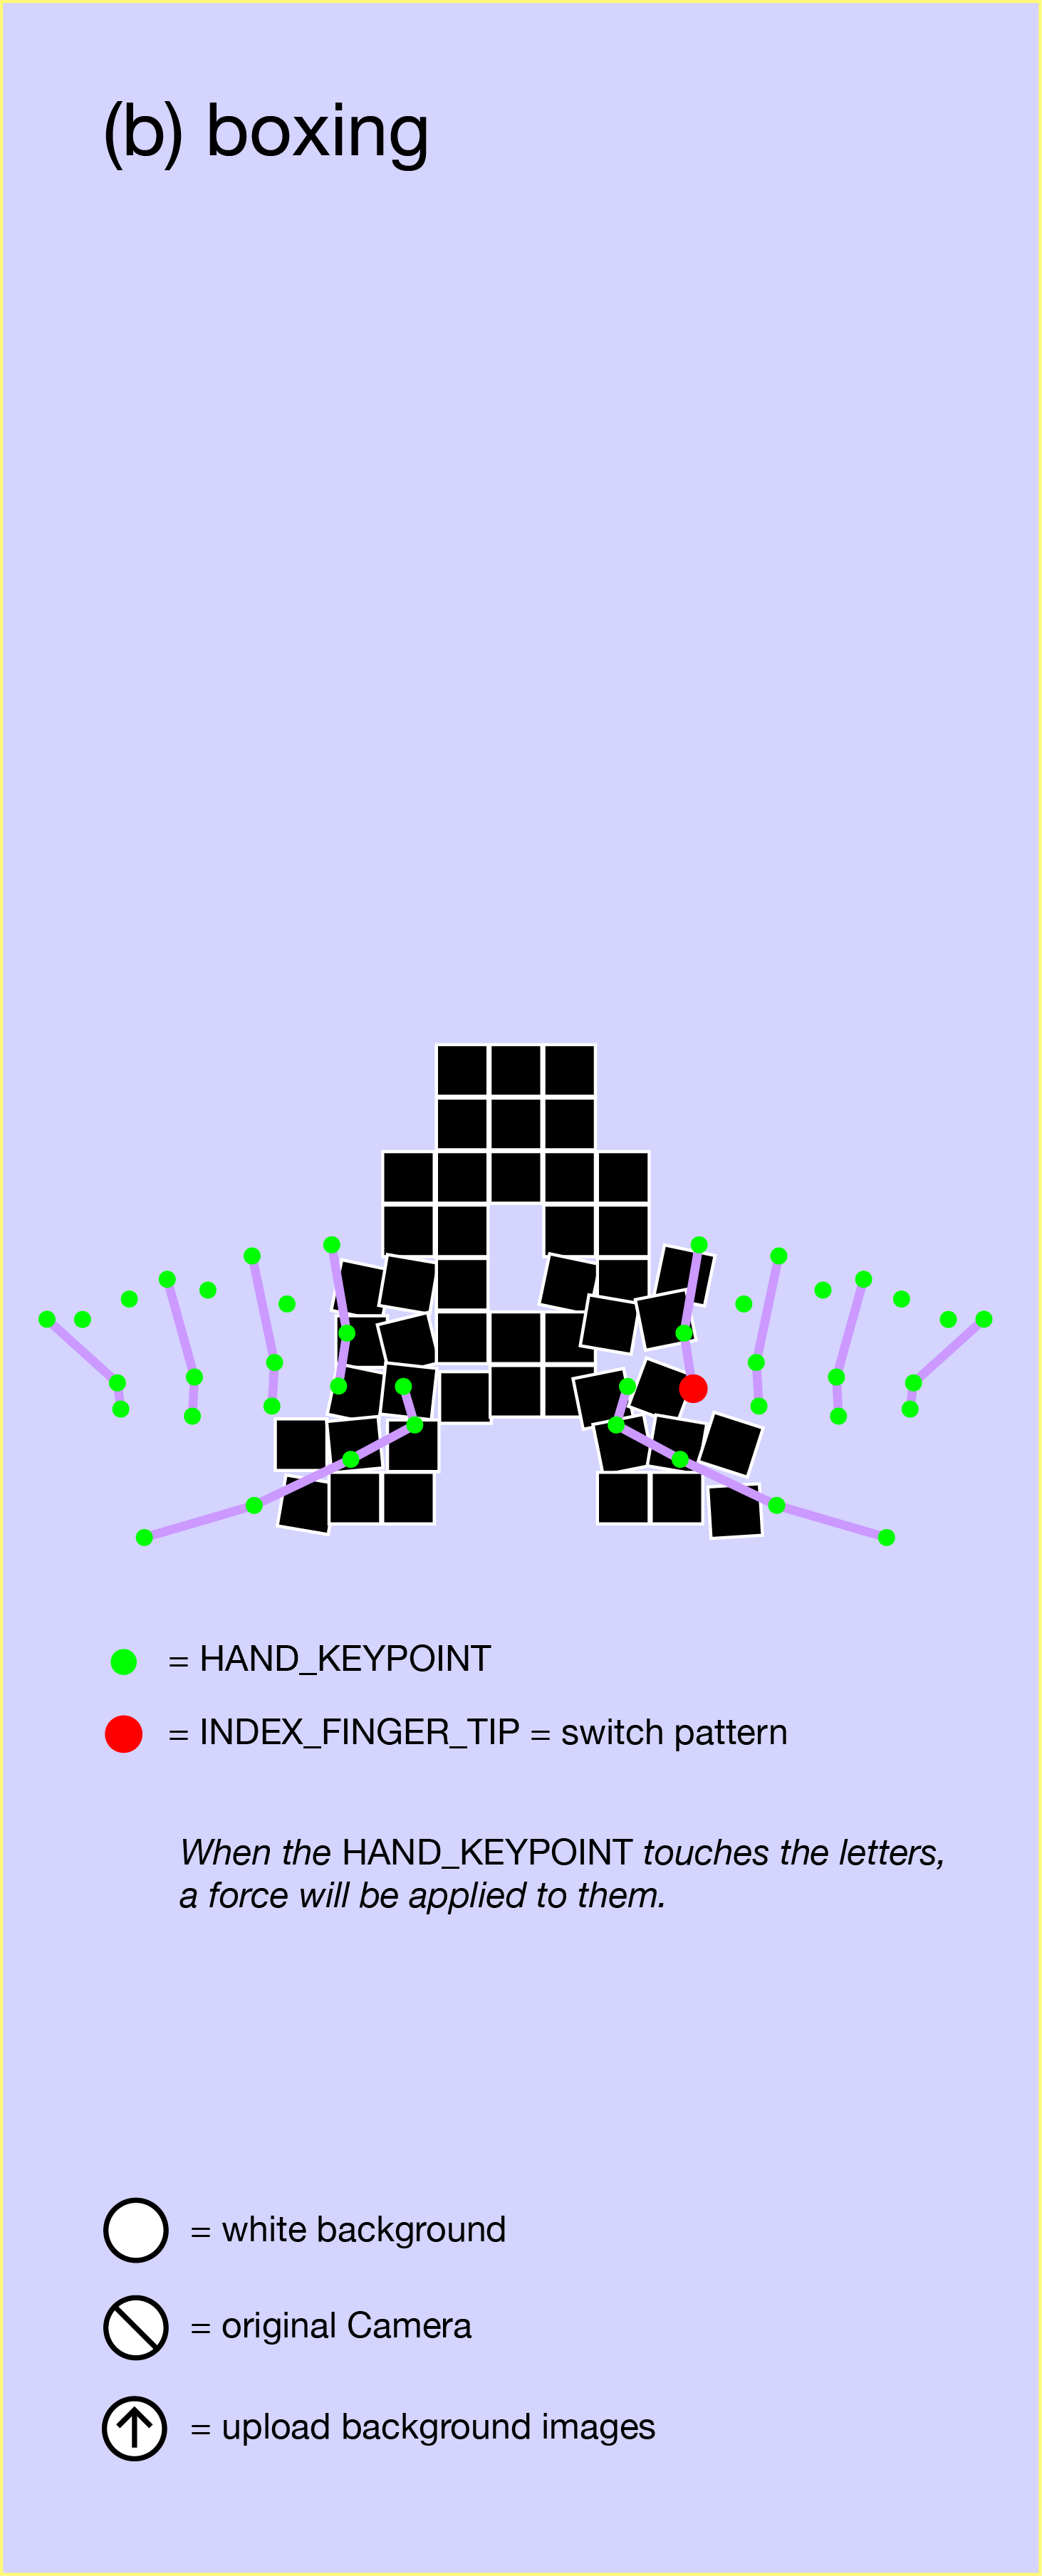 (b) boxing
= HAND_KEYPOINT
= INDEX_FINGER_TIP = switch pattern
When the HAND_KEYPOINT touches the letters,
a force will be applied to them.
= white background
= original Camera
= upload background images